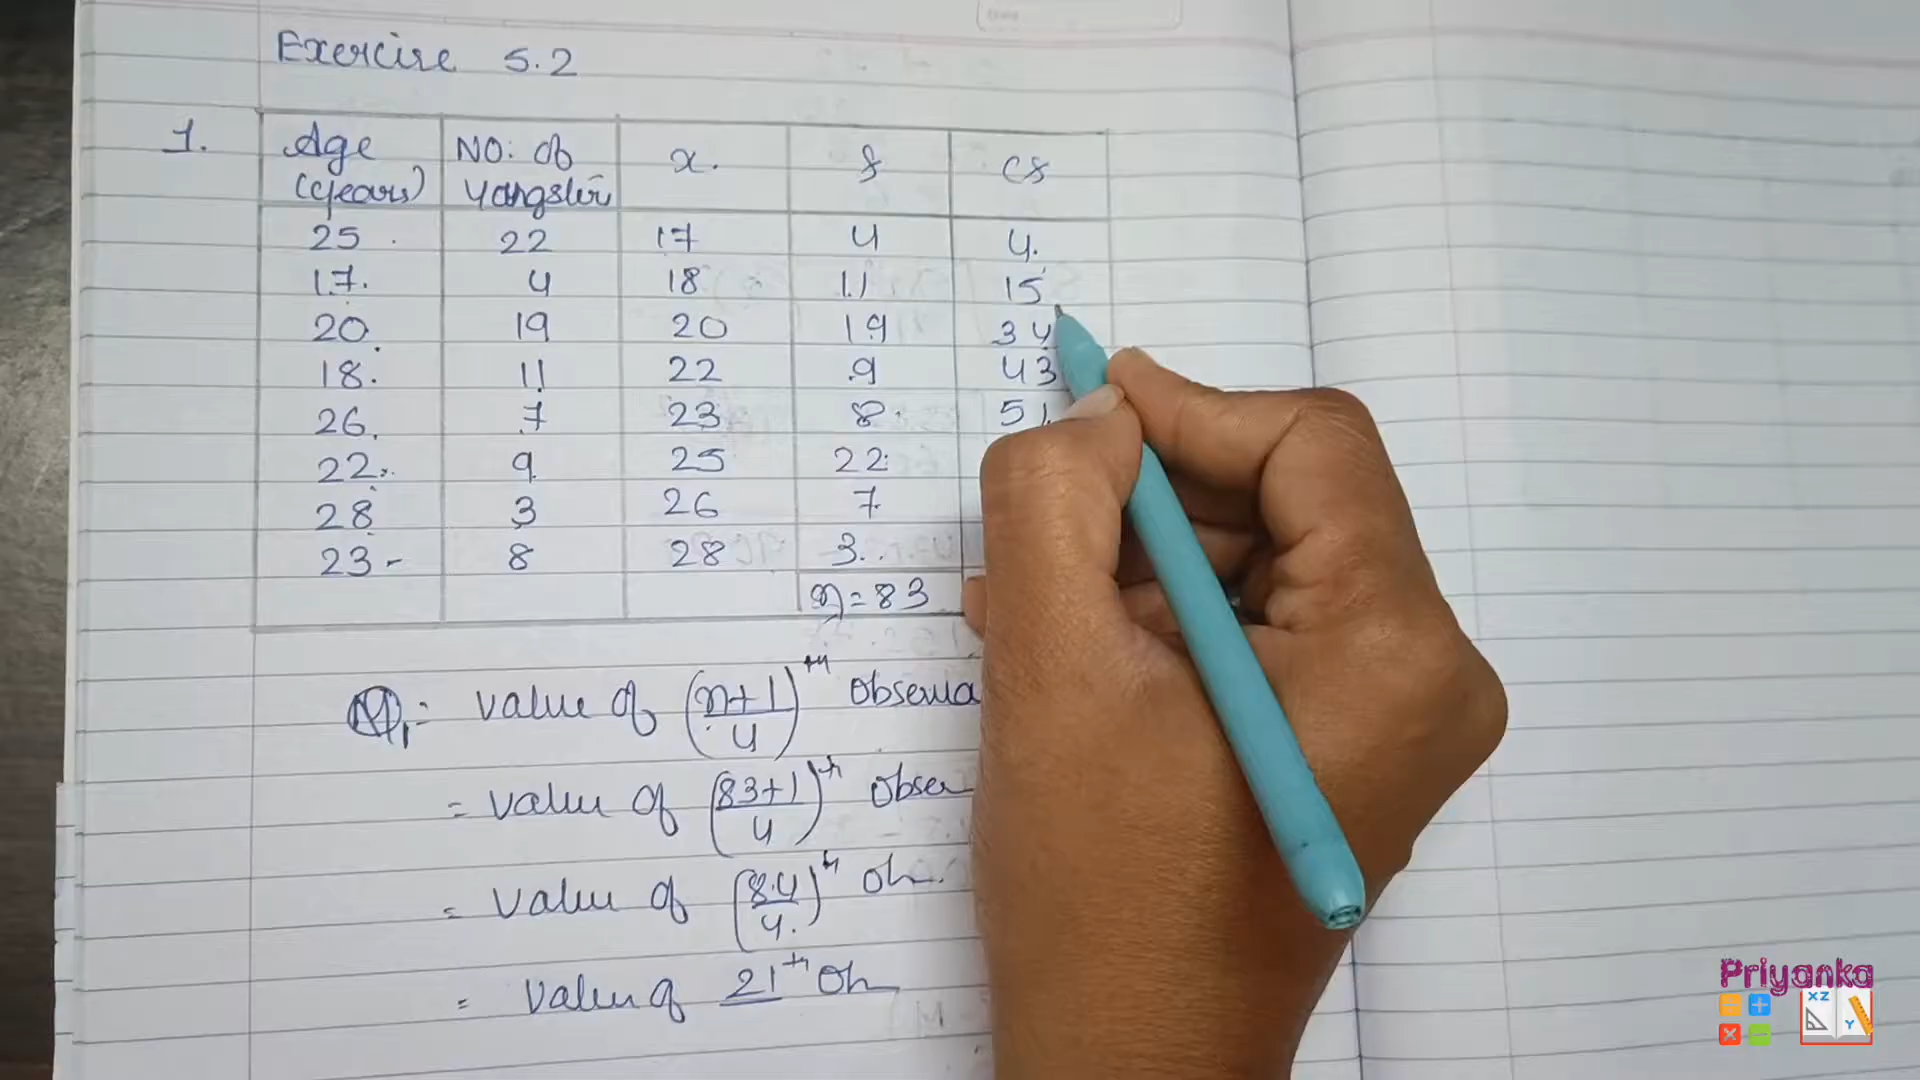 Exercise 5.2
1. Age (years) NO: of Yangster x. f cf
25 22 17 4 4.
17. 4 18 11 15
20 19 20 19 34
18. 11 22 9 43
26. 7 23 8 51
22 9 25 22
28 3 26 7
23 8 28 3
n = 83
Q1 = value of (n+1/4)th
= value of (83+1/4)th Obser
= value of (84/4)th Ob.
= value of 21th Ob
Priyanka
XZ
Y